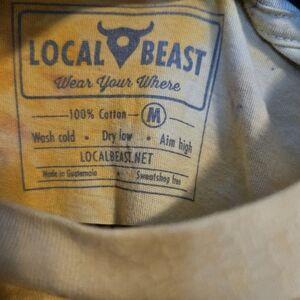 LOCAL BEAST
Wear Your Where
100% Cotton M
Wash cold • Dry low • Aim high
LOCALBEAST.NET
Made in Guatemala • Sweatshop free